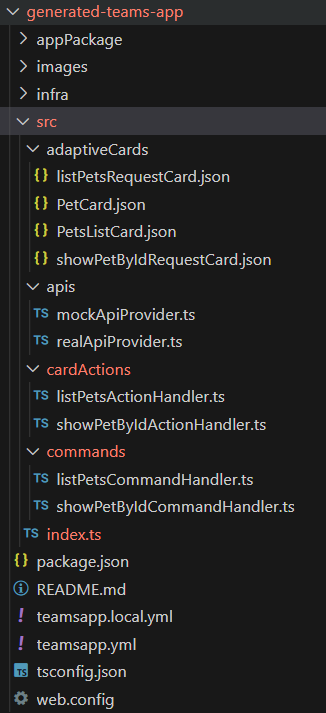 generated-teams-app
appPackage
images
infra
src
adaptiveCards
{} listPetsRequestCard.json
{} PetCard.json
{} PetsListCard.json
{} showPetByIdRequestCard.json
apis
TS mockApiProvider.ts
TS realApiProvider.ts
cardActions
TS listPetsActionHandler.ts
TS showPetByIdActionHandler.ts
commands
TS listPetsCommandHandler.ts
TS showPetByIdCommandHandler.ts
TS index.ts
{} package.json
README.md
! teamsapp.local.yml
! teamsapp.yml
TS tsconfig.json
web.config